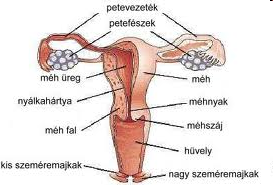 petevezeték
petefészek
méh üreg
méh
nyálkahártya
méhnyak
méh fal
méhszáj
hüvely
kis szeméremajkak
nagy szeméremajkak